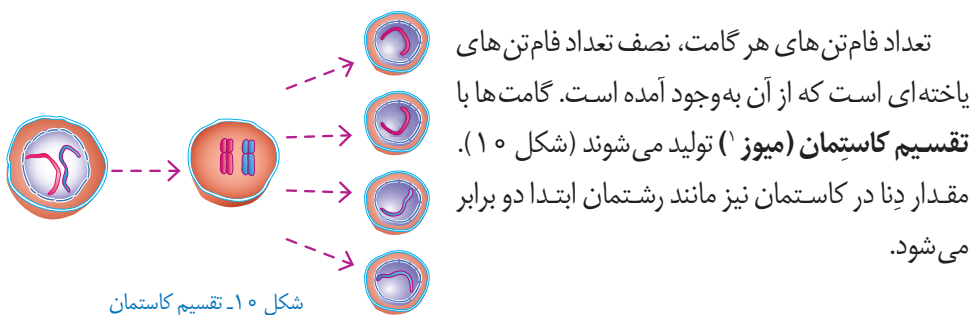 تعداد فام‌تن‌های هر گامت، نصف تعداد فام‌تن‌های
یاخته‌ای است که از آن به‌وجود آمده است. گامت‌ها با
تقسیم کاستِمان (میوز ۱) تولید می‌شوند (شکل ۱۰).
مقدار دِنا در کاستمان نیز مانند رشتمان ابتدا دو برابر
می‌شود.
شکل ۱۰ـ تقسیم کاستمان